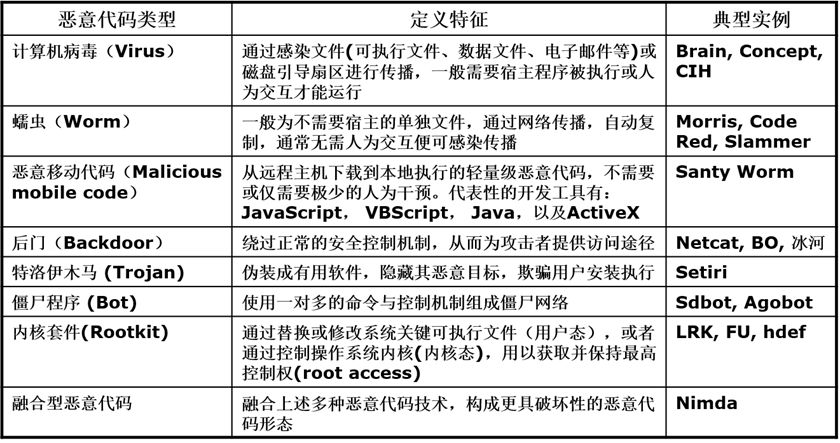 恶意代码类型 定义特征 典型实例
计算机病毒（Virus） 通过感染文件(可执行文件、数据文件、电子邮件等)或 Brain, Concept,
磁盘引导扇区进行传播，一般需要宿主程序被执行或人 CIH
为交互才能运行
蠕虫（Worm） 一般为不需要宿主的单独文件，通过网络传播，自动复 Morris, Code
制，通常无需人为交互便可感染传播 Red, Slammer
恶意移动代码（Malicious 从远程主机下载到本地执行的轻量级恶意代码，不需要 Santy Worm
mobile code） 或仅需要极少的人为干预。代表性的开发工具有：
JavaScript， VBScript， Java，以及ActiveX
后门（Backdoor） 绕过正常的安全控制机制，从而为攻击者提供访问途径 Netcat, BO, 冰河
特洛伊木马 (Trojan) 伪装成有用软件，隐藏其恶意目标，欺骗用户安装执行 Setiri
僵尸程序 (Bot) 使用一对多的命令与控制机制组成僵尸网络 Sdbot, Agobot
内核套件(Rootkit) 通过替换或修改系统关键可执行文件（用户态），或者 LRK, FU, hdef
通过控制操作系统内核(内核态)，用以获取并保持最高
控制权(root access)
融合型恶意代码 融合上述多种恶意代码技术，构成更具破坏性的恶意代 Nimda
码形态